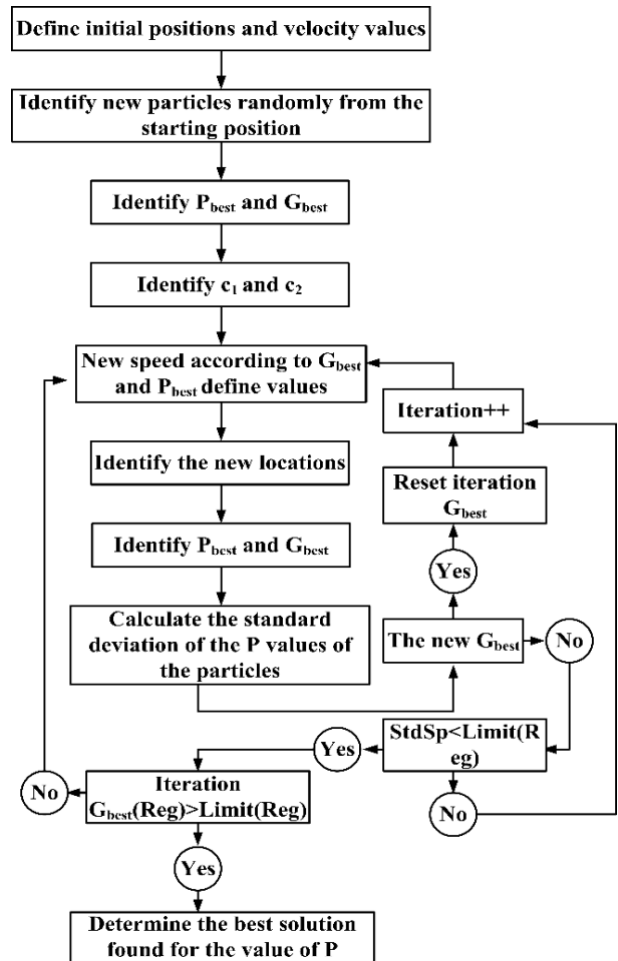 Define initial positions and velocity values
Identify new particles randomly from the
starting position
Identify Pbest and Gbest
Identify c1 and c2
New speed according to Gbest
and Pbest define values
Iteration++
Identify the new locations
Reset iteration
Gbest
Identify Pbest and Gbest
Yes
Calculate the standard
deviation of the P values of
the particles
The new Gbest
No
StdSp<Limit(R
eg)
Yes
No
Iteration
Gbest(Reg)>Limit(Reg)
No
Yes
Determine the best solution
found for the value of P